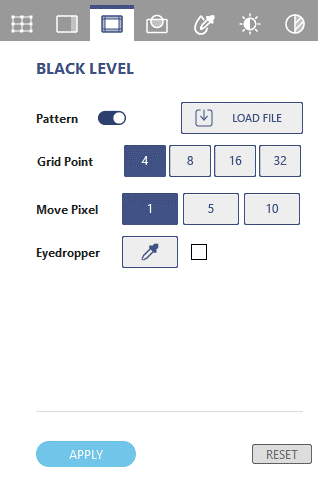 BLACK LEVEL
Pattern LOAD FILE
Grid Point 4 8 16 32
Move Pixel 1 5 10
Eyedropper
APPLY RESET